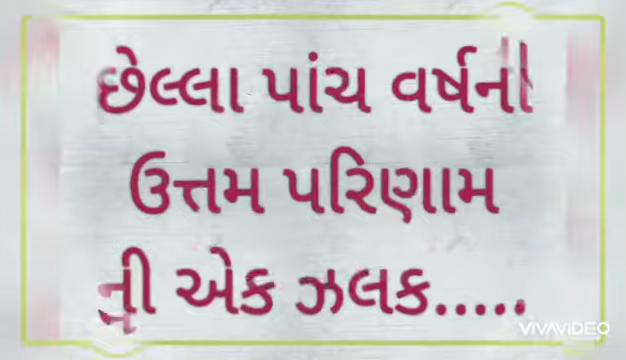 છેલ્લા પાંચ વર્ષની
ઉત્તમ પરિણામ
ની એક ઝલક.....
VIVAVIDEO